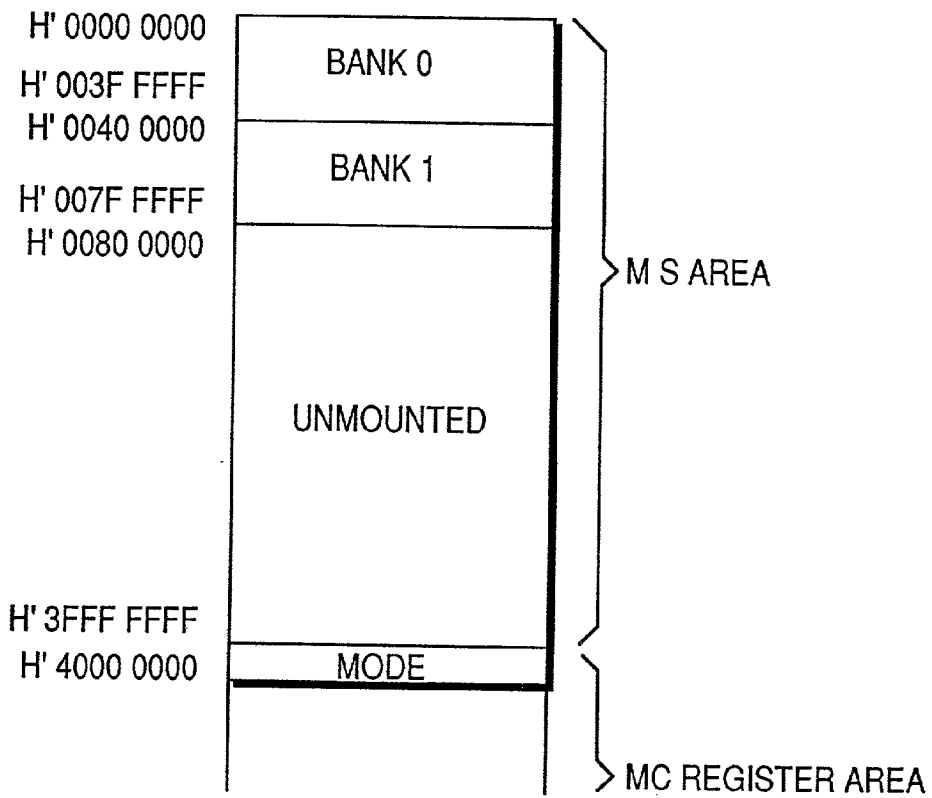 H' 0000 0000
BANK 0
H' 003F FFFF
H' 0040 0000
BANK 1
H' 007F FFFF
H' 0080 0000
M S AREA
UNMOUNTED
H' 3FFF FFFF
H' 4000 0000
MODE
MC REGISTER AREA